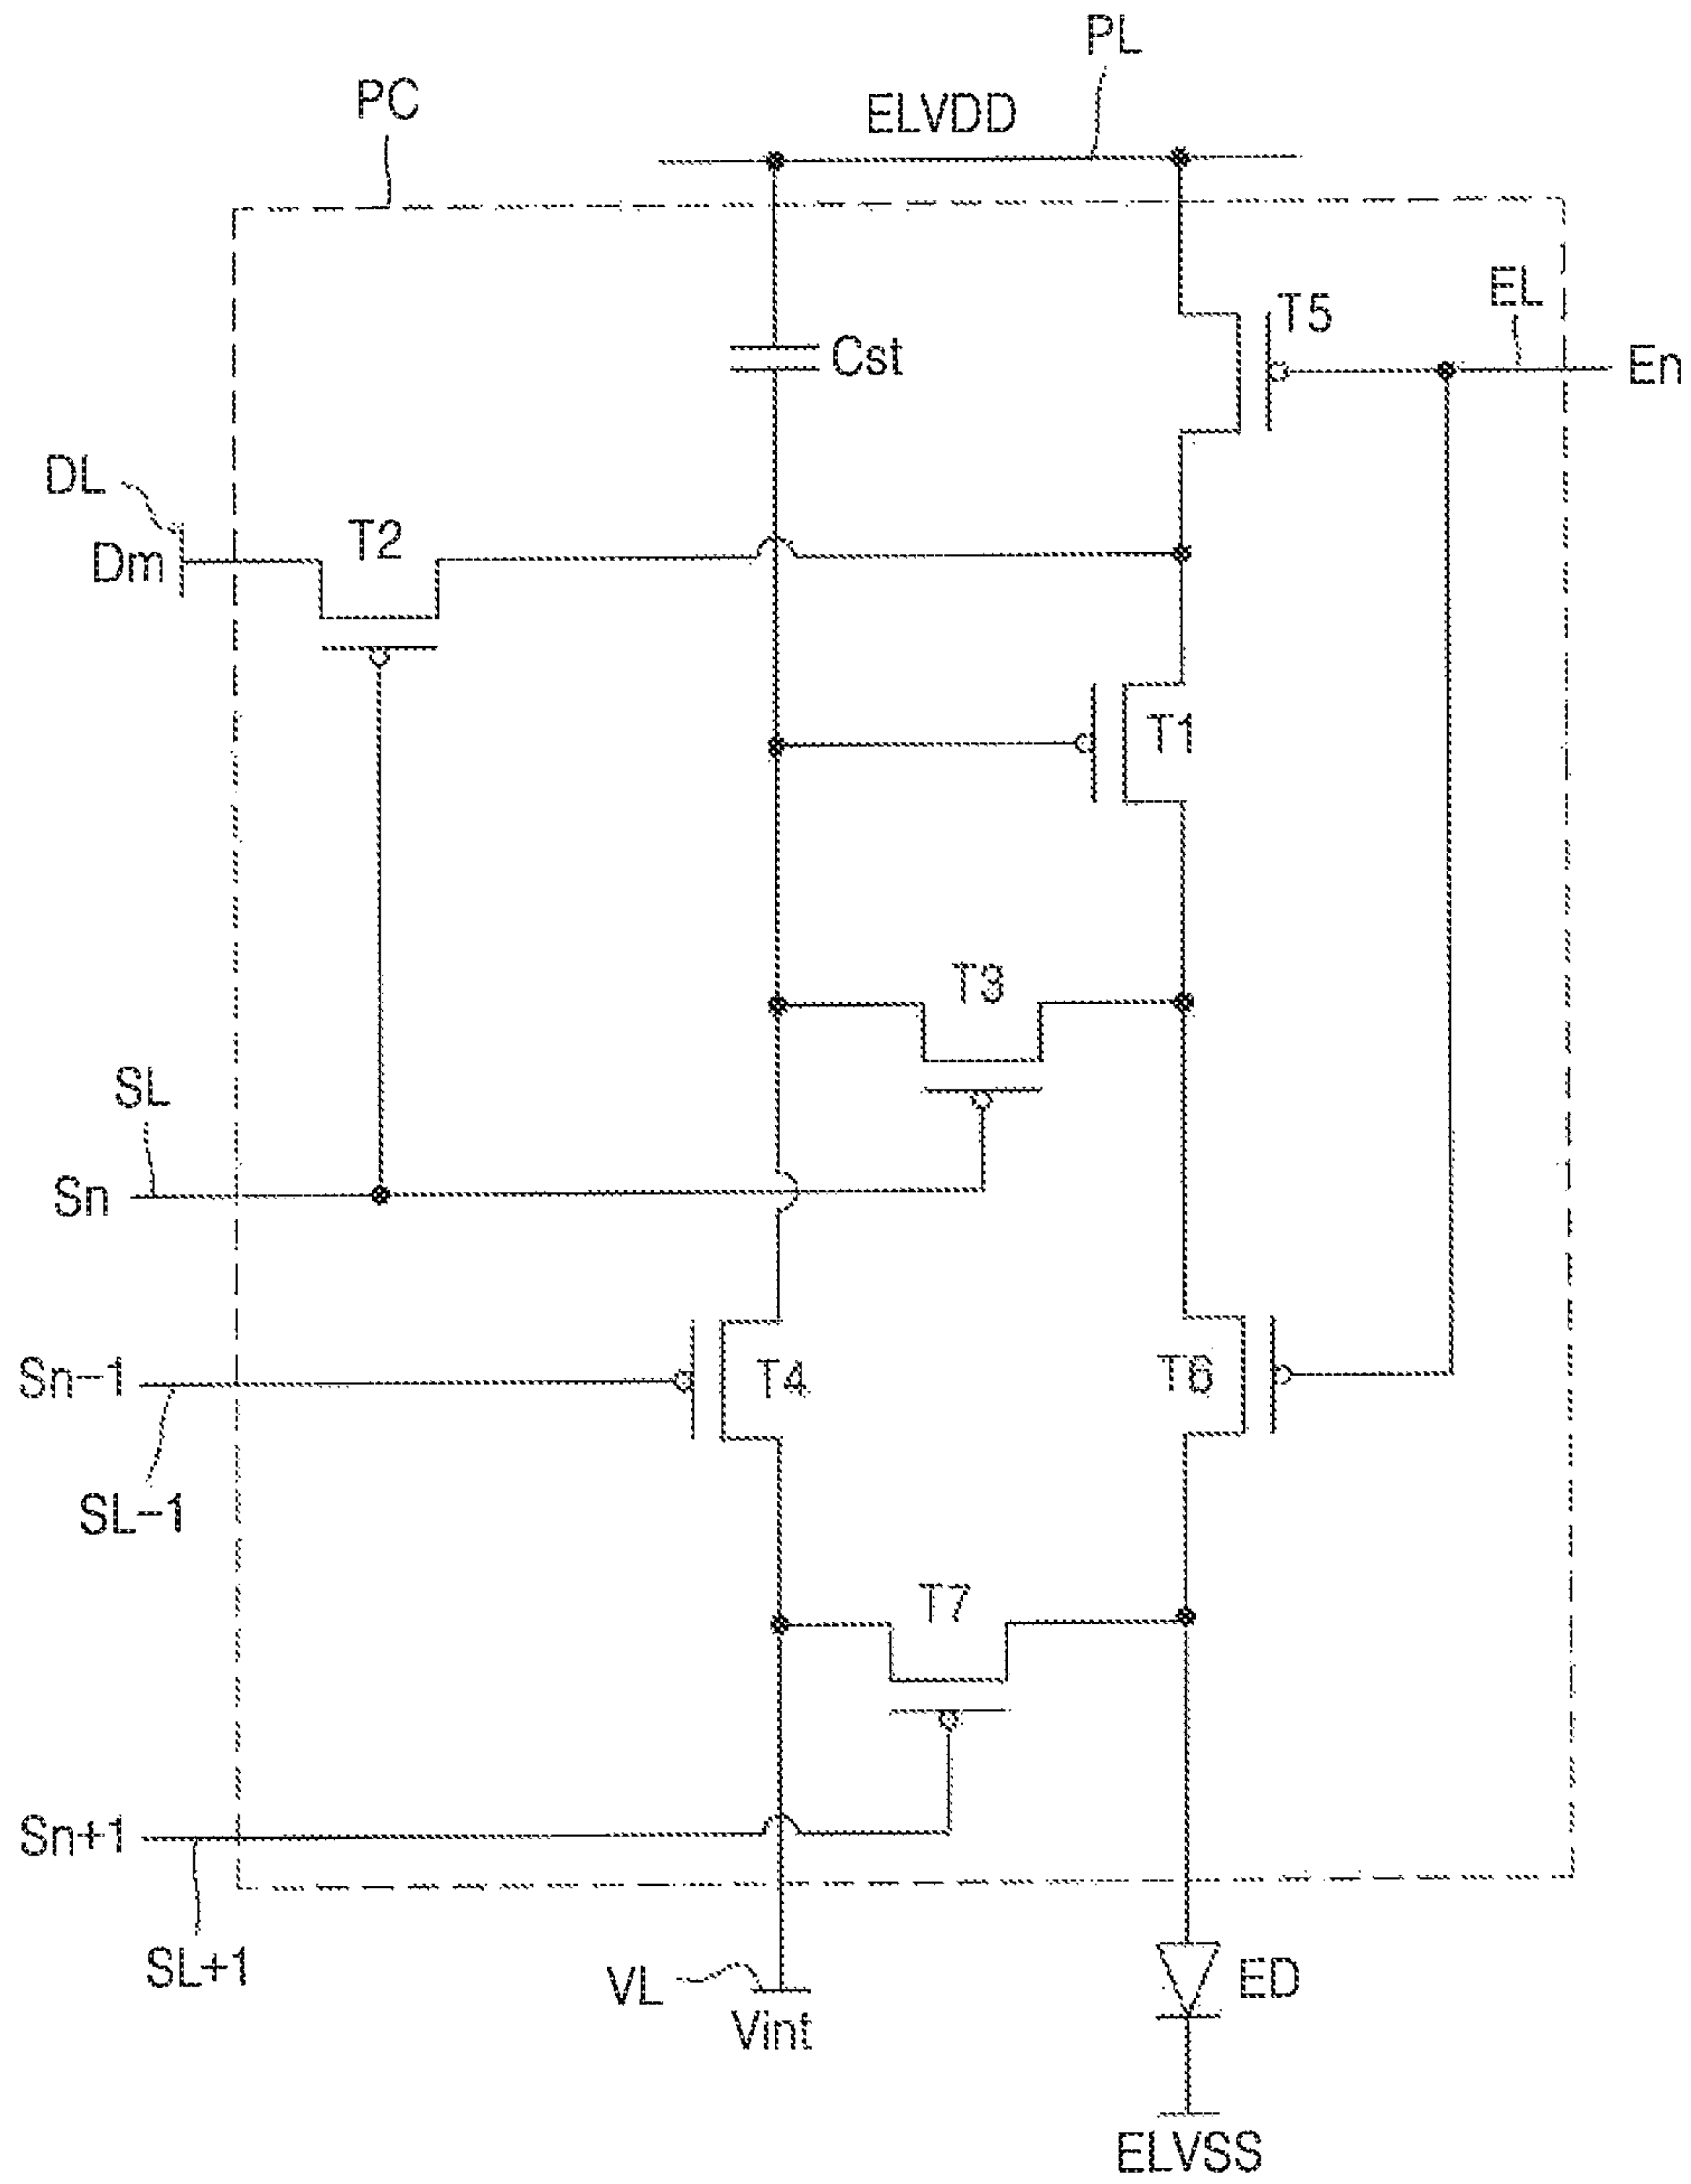 PL
PC
ELVDD
EL
T5
Cst
En
DL
T2
Dm
T1
T3
SL
Sn
Sn-1
T4
T6
SL-1
T7
Sn+1
SL+1
VL
ED
Vint
ELVSS